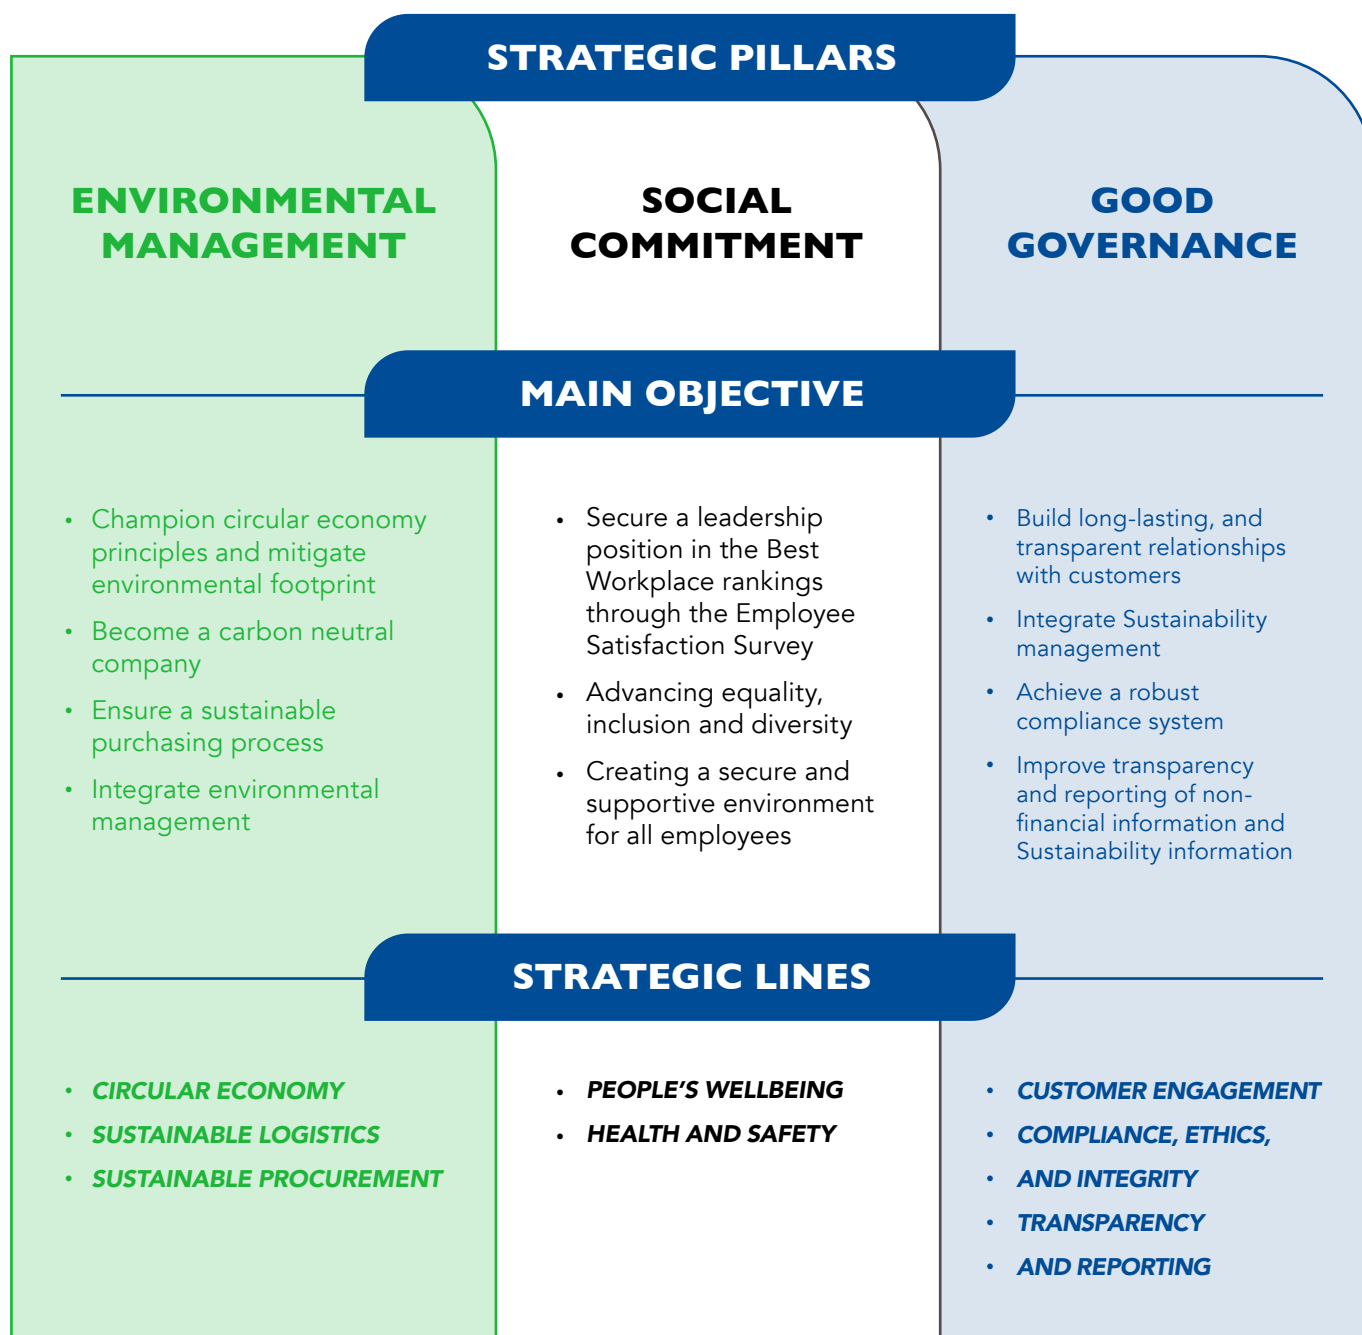 STRATEGIC PILLARS
ENVIRONMENTAL
MANAGEMENT
SOCIAL
COMMITMENT
GOOD
GOVERNANCE
MAIN OBJECTIVE
• Champion circular economy
principles and mitigate
environmental footprint
• Become a carbon neutral
company
• Ensure a sustainable
purchasing process
• Integrate environmental
management
• Secure a leadership
position in the Best
Workplace rankings
through the Employee
Satisfaction Survey
• Advancing equality,
inclusion and diversity
• Creating a secure and
supportive environment
for all employees
• Build long-lasting, and
transparent relationships
with customers
• Integrate Sustainability
management
• Achieve a robust
compliance system
• Improve transparency
and reporting of non-
financial information and
Sustainability information
STRATEGIC LINES
• CIRCULAR ECONOMY
• SUSTAINABLE LOGISTICS
• SUSTAINABLE PROCUREMENT
• PEOPLE’S WELLBEING
• HEALTH AND SAFETY
• CUSTOMER ENGAGEMENT
• COMPLIANCE, ETHICS,
• AND INTEGRITY
• TRANSPARENCY
• AND REPORTING